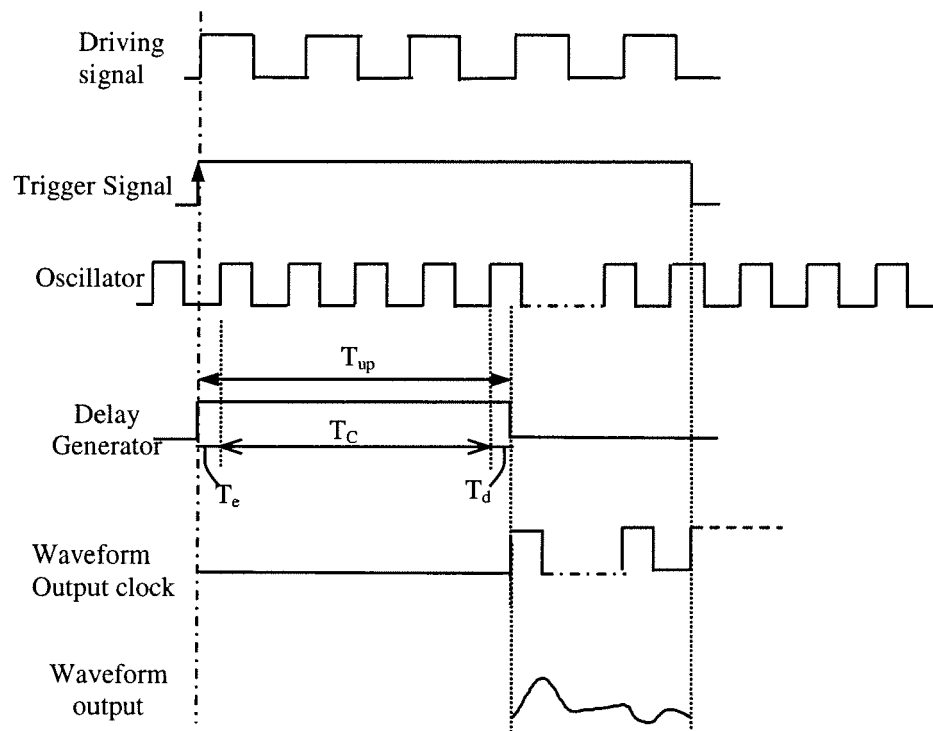 Driving
signal
Trigger Signal
Oscillator
T_up
Delay
Generator
T_C
T_e
T_d
Waveform
Output clock
Waveform
output